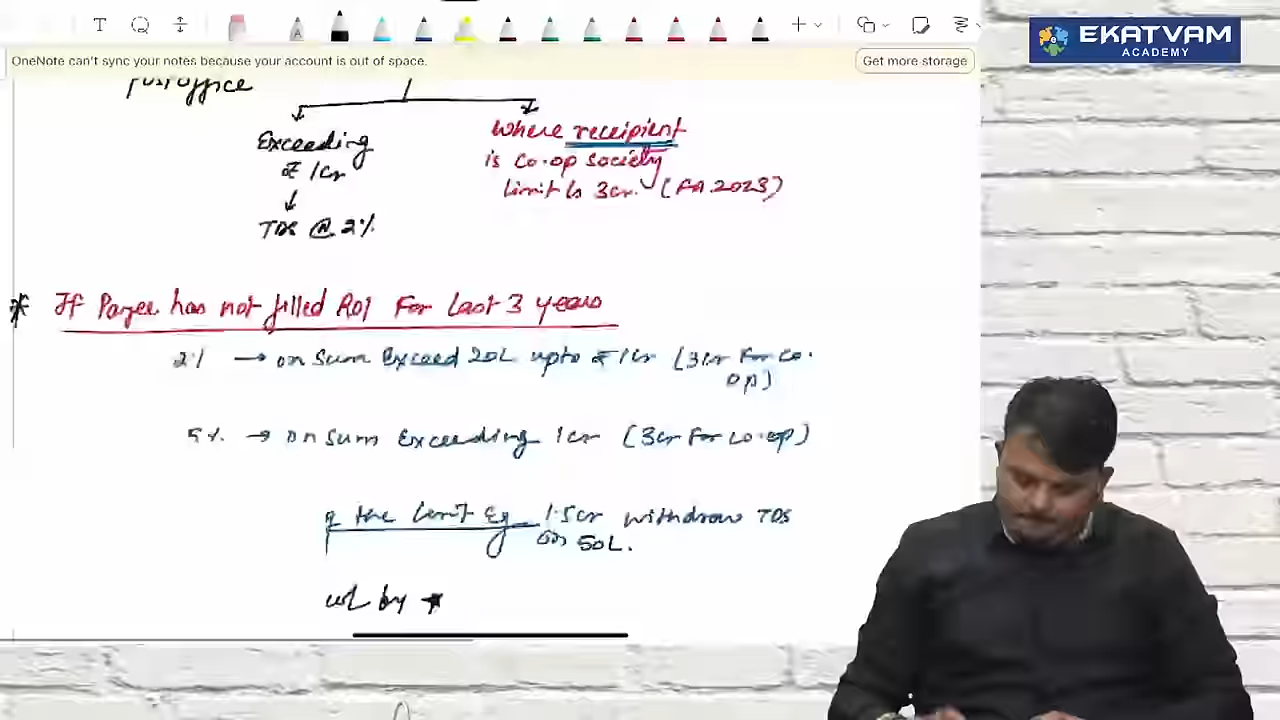 EKATVAM
ACADEMY
OneNote can't sync your notes because your account is out of space.
Get more storage
Exceeding
₹ 1cr
TDS @ 2%
Where receipient
is Co-op society
limit is 3cr. (FA 2023)
* If Payee has not filled ROI For Last 3 years
2% → on sum Exceed 20L upto ₹ 1cr (3cr For Co-
op)
5% → on sum Exceeding 1cr (3cr For co-op)
the limit Eg 1.5cr withdraw TDS
on 50L.
by